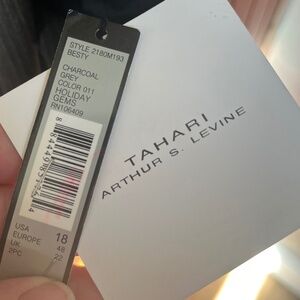 STYLE 2180M193
BESTY
CHARCOAL
GREY
COLOR 011
HOLIDAY
GEMS
RN106409
USA 18
EUROPE 48
UK 22
2PC
TAHARI
ARTHUR S. LEVINE